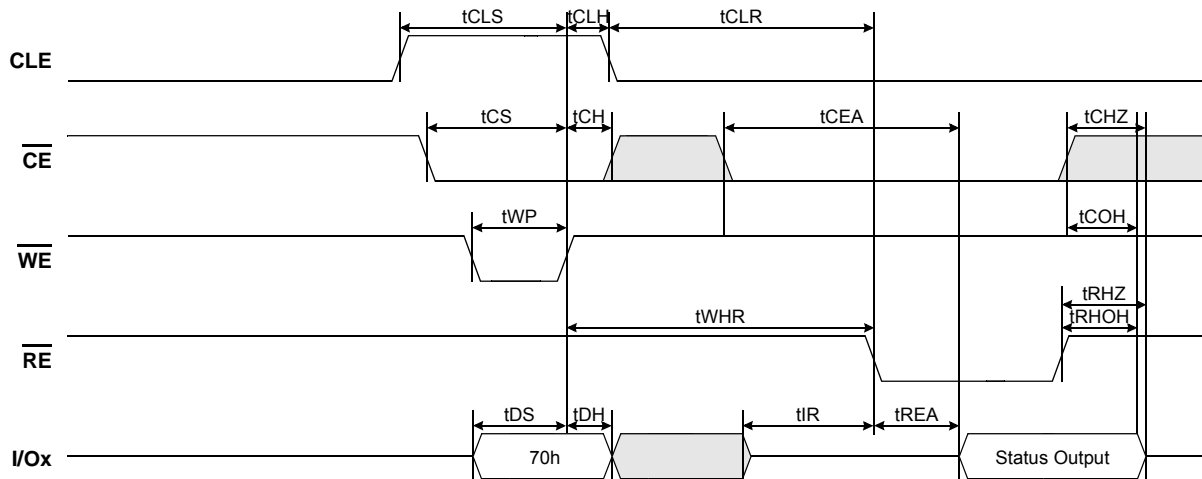 tCLS tCLH tCLR
CLE
tCS tCH tCEA tCHZ
CE
tWP tCOH
WE
tRHZ
tWHR tRHOH
RE
tDS tDH tIR tREA
I/Ox 70h Status Output